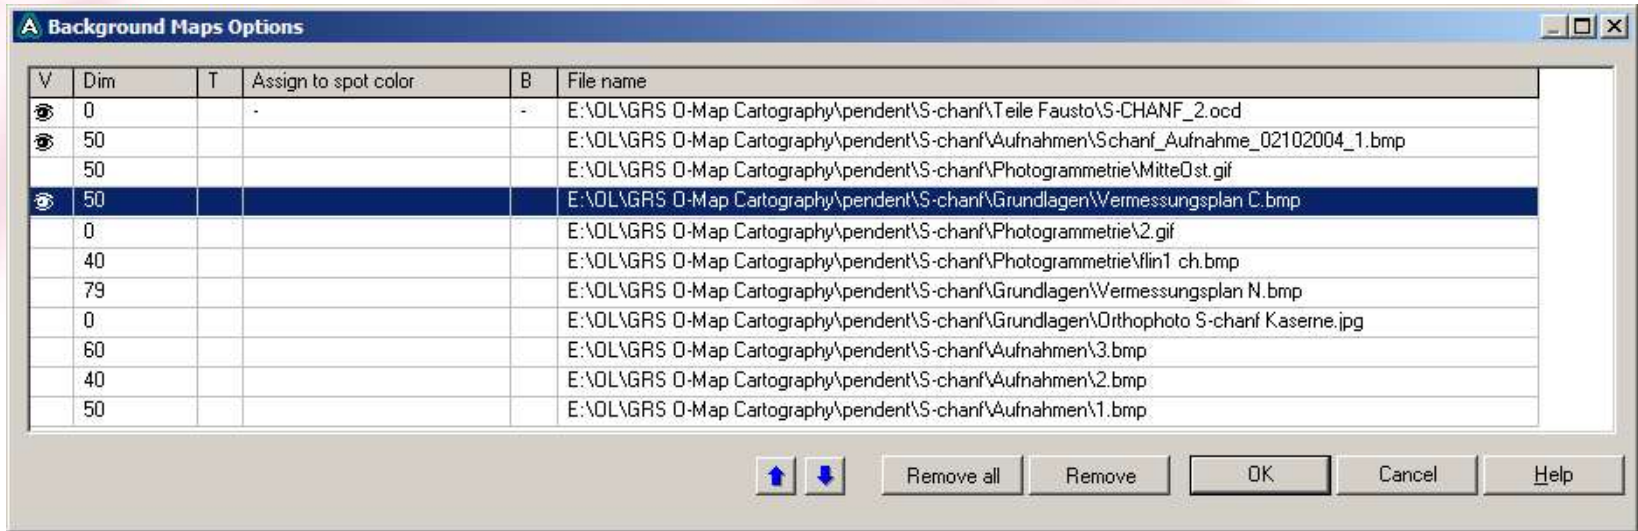 Background Maps Options
V Dim T Assign to spot color B File name
0 - - E:\OL\GRS O-Map Cartography\pendent\S-chanf\Teile Fausto\S-CHANF_2.ocd
50 E:\OL\GRS O-Map Cartography\pendent\S-chanf\Aufnahmen\Schanf_Aufnahme_02102004_1.bmp
50 E:\OL\GRS O-Map Cartography\pendent\S-chanf\Photogrammetrie\MitteOst.gif
50 E:\OL\GRS O-Map Cartography\pendent\S-chanf\Grundlagen\Vermessungsplan C.bmp
0 E:\OL\GRS O-Map Cartography\pendent\S-chanf\Photogrammetrie\2.gif
40 E:\OL\GRS O-Map Cartography\pendent\S-chanf\Photogrammetrie\flin1 ch.bmp
79 E:\OL\GRS O-Map Cartography\pendent\S-chanf\Grundlagen\Vermessungsplan N.bmp
0 E:\OL\GRS O-Map Cartography\pendent\S-chanf\Grundlagen\Orthophoto S-chanf Kaserne.jpg
60 E:\OL\GRS O-Map Cartography\pendent\S-chanf\Aufnahmen\3.bmp
40 E:\OL\GRS O-Map Cartography\pendent\S-chanf\Aufnahmen\2.bmp
50 E:\OL\GRS O-Map Cartography\pendent\S-chanf\Aufnahmen\1.bmp
Remove all Remove OK Cancel Help